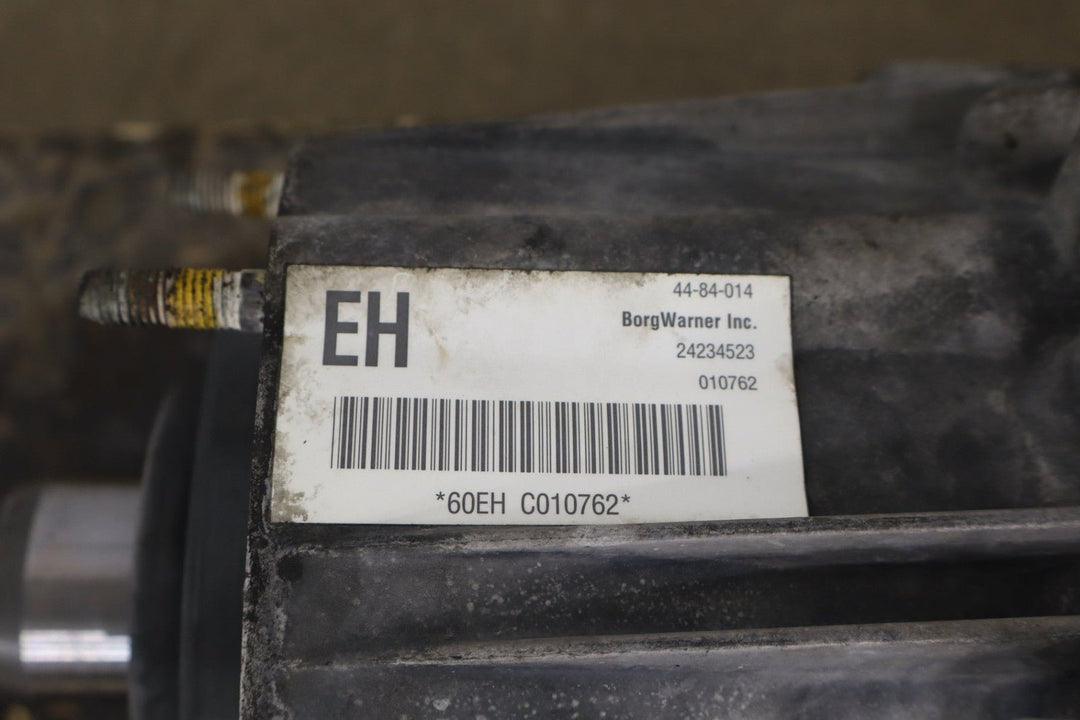 EH
44-84-014
BorgWarner Inc.
24234523
010762
*60EH C010762*